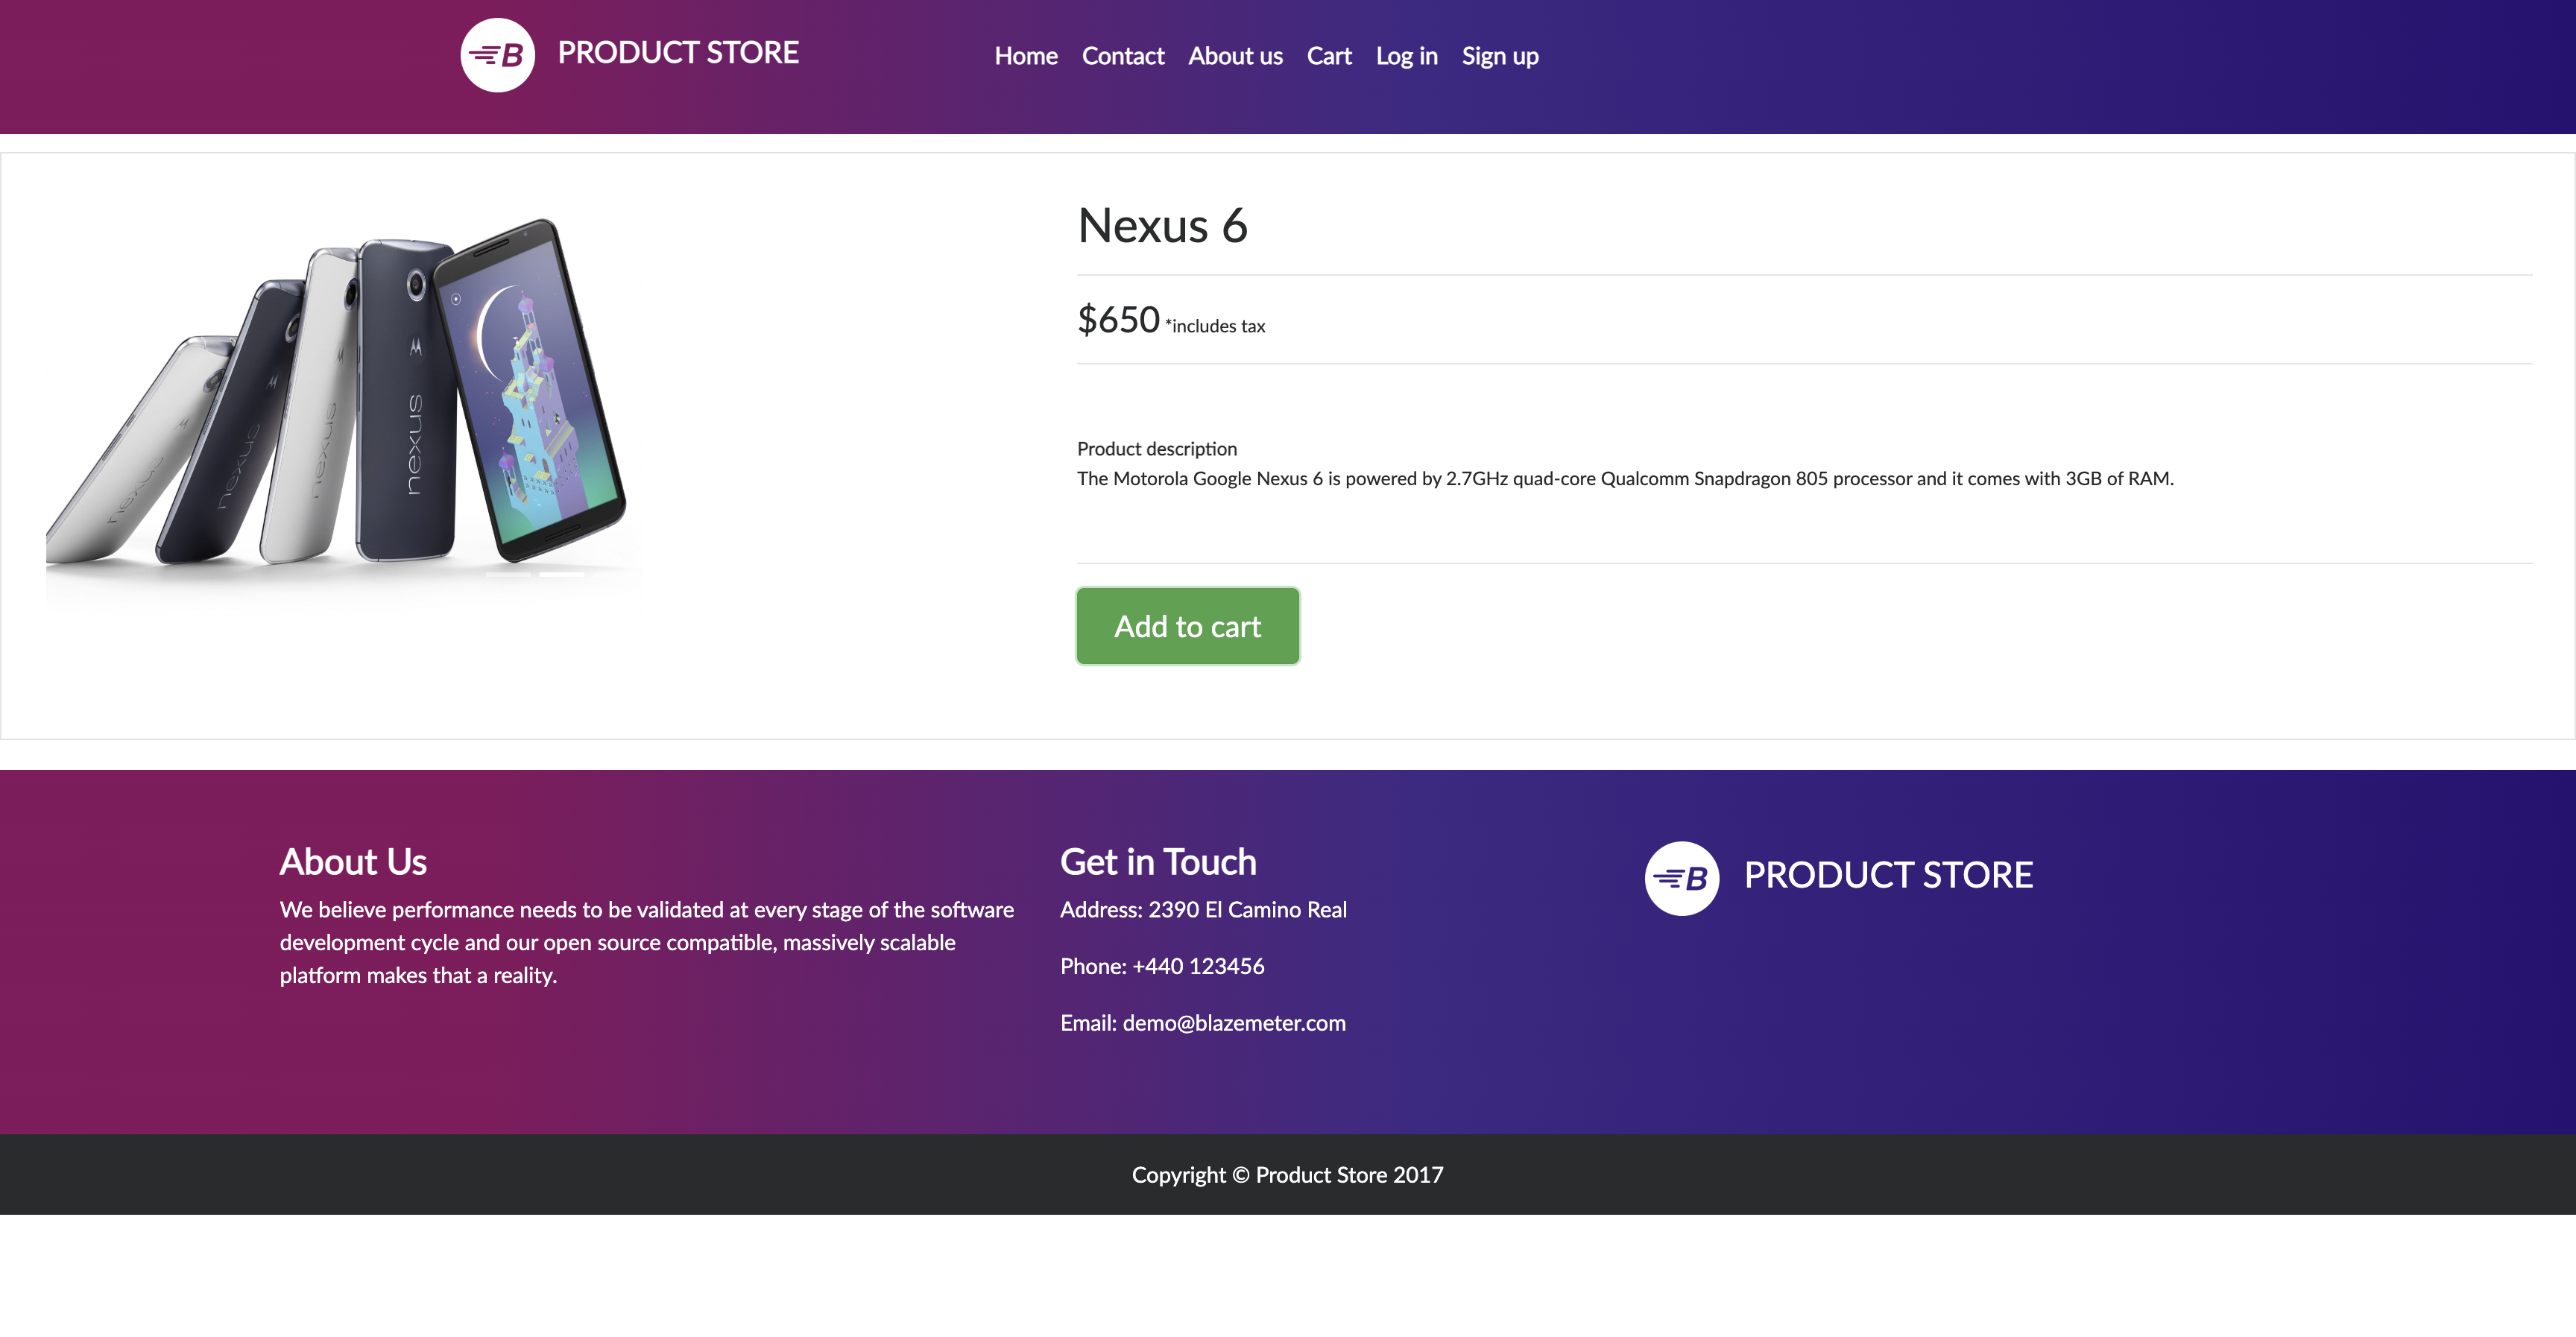 B PRODUCT STORE
Home Contact About us Cart Log in Sign up
nexus
nexus
nexus
nexus
Nexus 6
$650 *includes tax
Product description
The Motorola Google Nexus 6 is powered by 2.7GHz quad-core Qualcomm Snapdragon 805 processor and it comes with 3GB of RAM.
Add to cart
About Us
We believe performance needs to be validated at every stage of the software
development cycle and our open source compatible, massively scalable
platform makes that a reality.
Get in Touch
Address: 2390 El Camino Real
Phone: +440 123456
Email: demo@blazemeter.com
B PRODUCT STORE
Copyright © Product Store 2017